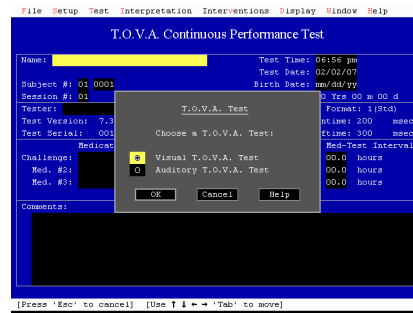 File Setup Test Interpretation Interventions Display Window Help
T.O.V.A. Continuous Performance Test
Name: Test Time: 06:56 pm
Test Date: 02/02/07
Subject #: 01 0001 Birth Date: mm/dd/yy
Session #: 01 0 Yrs 00 m 00 d
Tester: T.O.V.A. Test Format: 1(Std)
Test Version: 7.3 ntime: 200 msec
Test Serial: 001 Choose a T.O.V.A. Test: ftime: 300 msec
Medicat Med-Test Interval
Challenge: Visual T.O.V.A. Test 00.0 hours
Med. #2: Auditory T.O.V.A. Test 00.0 hours
Med. #3: 00.0 hours
OK Cancel Help
Comments:
[Press 'Esc' to cancel] [Use ↑ ↓ ← → 'Tab' to move]